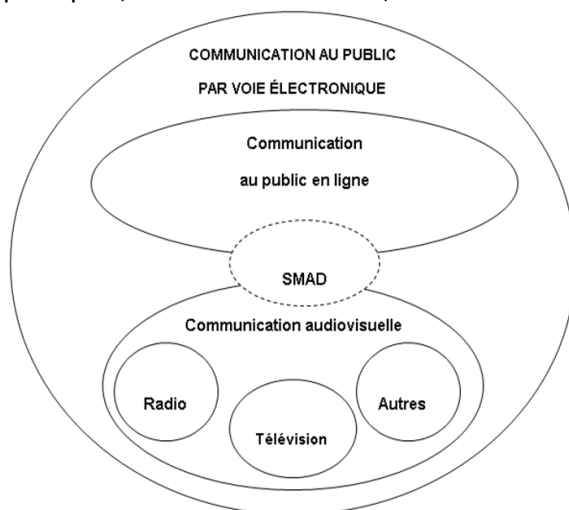 COMMUNICATION AU PUBLIC
PAR VOIE ÉLECTRONIQUE
Communication
au public en ligne
SMAD
Communication audiovisuelle
Radio
Télévision
Autres